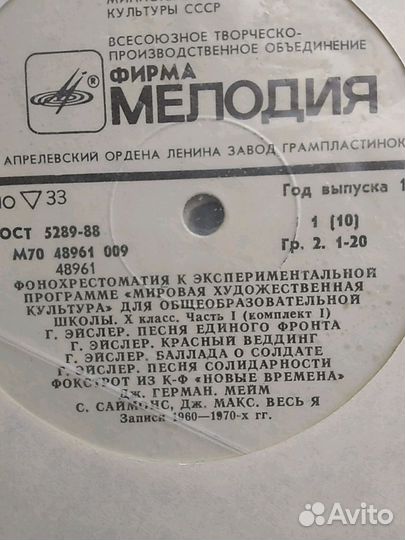 КУЛЬТУРЫ СССР
ВСЕСОЮЗНОЕ ТВОРЧЕСКО-
ПРОИЗВОДСТВЕННОЕ ОБЪЕДИНЕНИЕ
ФИРМА
МЕЛОДИЯ
АПРЕЛЕВСКИЙ ОРДЕНА ЛЕНИНА ЗАВОД ГРАМПЛАСТИНОК
33
Год выпуска 1
ОСТ 5289-88
1 (10)
М70 48961 009
Гр. 2. 1-20
48961
ФОНОХРЕСТОМАТИЯ К ЭКСПЕРИМЕНТАЛЬНОЙ
ПРОГРАММЕ «МИРОВАЯ ХУДОЖЕСТВЕННАЯ
КУЛЬТУРА» ДЛЯ ОБЩЕОБРАЗОВАТЕЛЬНОЙ
ШКОЛЫ. X класс. Часть I (комплект I)
Г. ЭЙСЛЕР. ПЕСНЯ ЕДИНОГО ФРОНТА
Г. ЭЙСЛЕР. КРАСНЫЙ ВЕДДИНГ
Г. ЭЙСЛЕР. БАЛЛАДА О СОЛДАТЕ
Г. ЭЙСЛЕР. ПЕСНЯ СОЛИДАРНОСТИ
ФОКСТРОТ ИЗ К-Ф «НОВЫЕ ВРЕМЕНА»
ДЖ. ГЕРМАН. МЕЙМ
С. САЙМОНС, ДЖ. МАКС. ВЕСЬ Я
Записи 1960—1970-х гг.
Avito